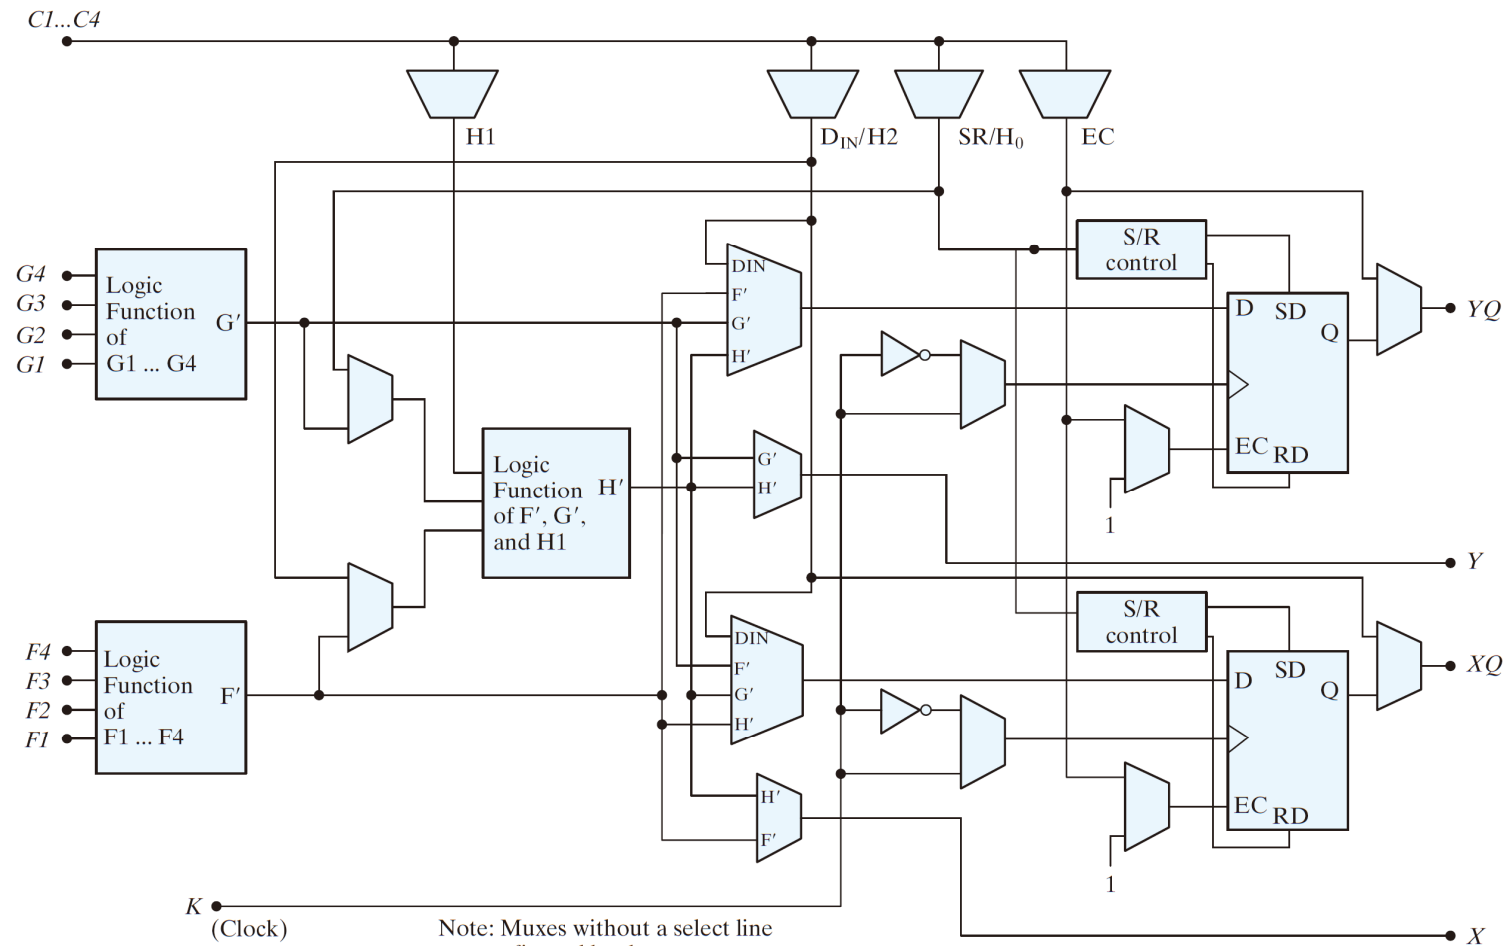 C1...C4
H1
D_IN/H2
SR/H_0
EC
G4
G3
G2
G1
Logic
Function
of
G1 ... G4
G′
DIN
F′
G′
H′
S/R
control
D
SD
Q
EC
RD
YQ
1
Logic
Function
of F′, G′,
and H1
H′
G′
H′
Y
F4
F3
F2
F1
Logic
Function
of
F1 ... F4
F′
DIN
F′
G′
H′
S/R
control
D
SD
Q
EC
RD
XQ
1
H′
F′
K
(Clock)
X
Note: Muxes without a select line